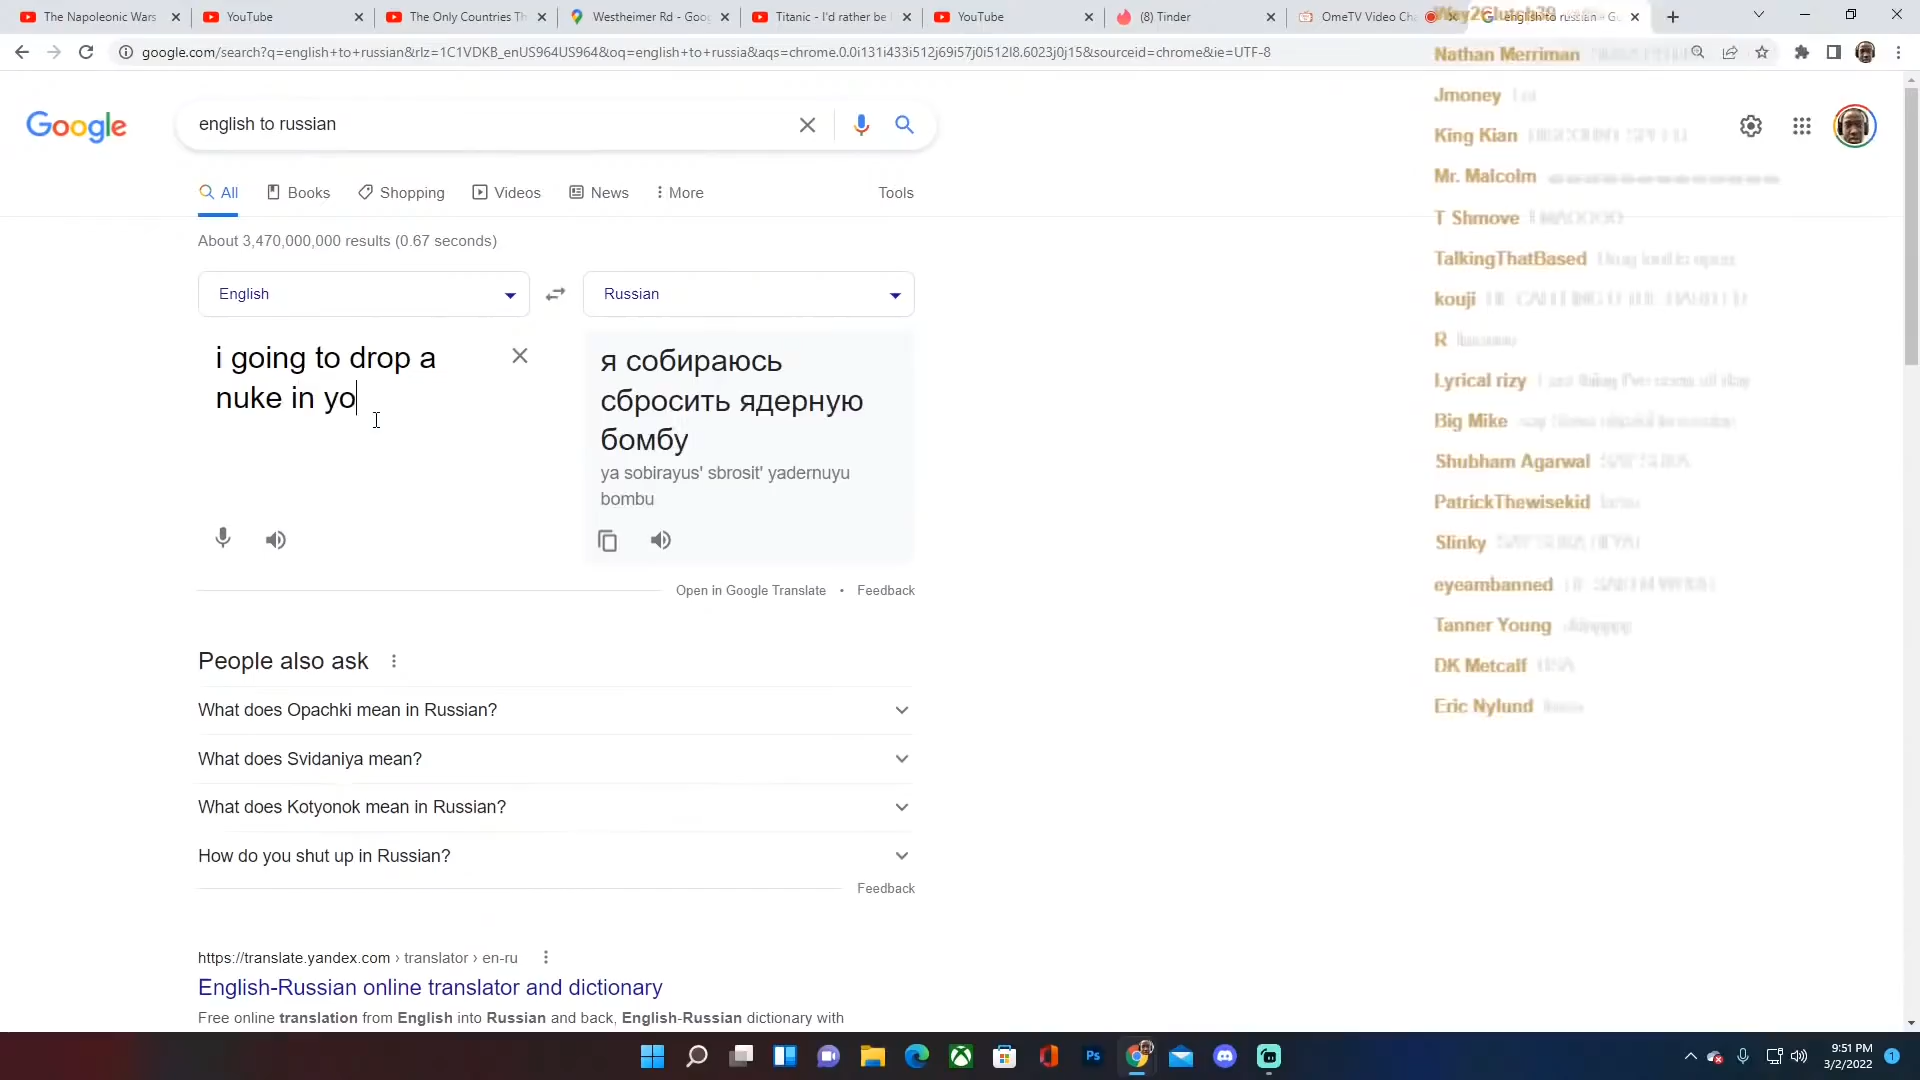 The Napoleonic Wars
YouTube
The Only Countries Th
Westheimer Rd - Goog
Titanic - I'd rather be
YouTube
(8) Tinder
OmeTV Video Cha
english to russian - G
google.com/search?q=english+to+russian&rlz=1C1VDKB_enUS964US964&oq=english+to+russia&aqs=chrome.0.0i131i433i512j69i57j0i512l8.6023j0j15&sourceid=chrome&ie=UTF-8
Google
english to russian
All
Books
Shopping
Videos
News
More
Tools
About 3,470,000,000 results (0.67 seconds)
English
Russian
i going to drop a
nuke in yo
я собираюсь
сбросить ядерную
бомбу
ya sobirayus' sbrosit' yadernuyu
bombu
Open in Google Translate • Feedback
People also ask
What does Opachki mean in Russian?
What does Svidaniya mean?
What does Kotyonok mean in Russian?
How do you shut up in Russian?
Feedback
https://translate.yandex.com › translator › en-ru
English-Russian online translator and dictionary
Free online translation from English into Russian and back, English-Russian dictionary with
Way2Clutch39
Nathan Merriman
Jmoney
King Kian
Mr. Malcolm
T Shmove
TalkingThatBased
kouji
R
Lyrical rizy
Big Mike
Shubham Agarwal
PatrickThewisekid
Slinky
eyeambanned
Tanner Young
DK Metcalf USA
Eric Nylund
Ps
9:51 PM
3/2/2022
1